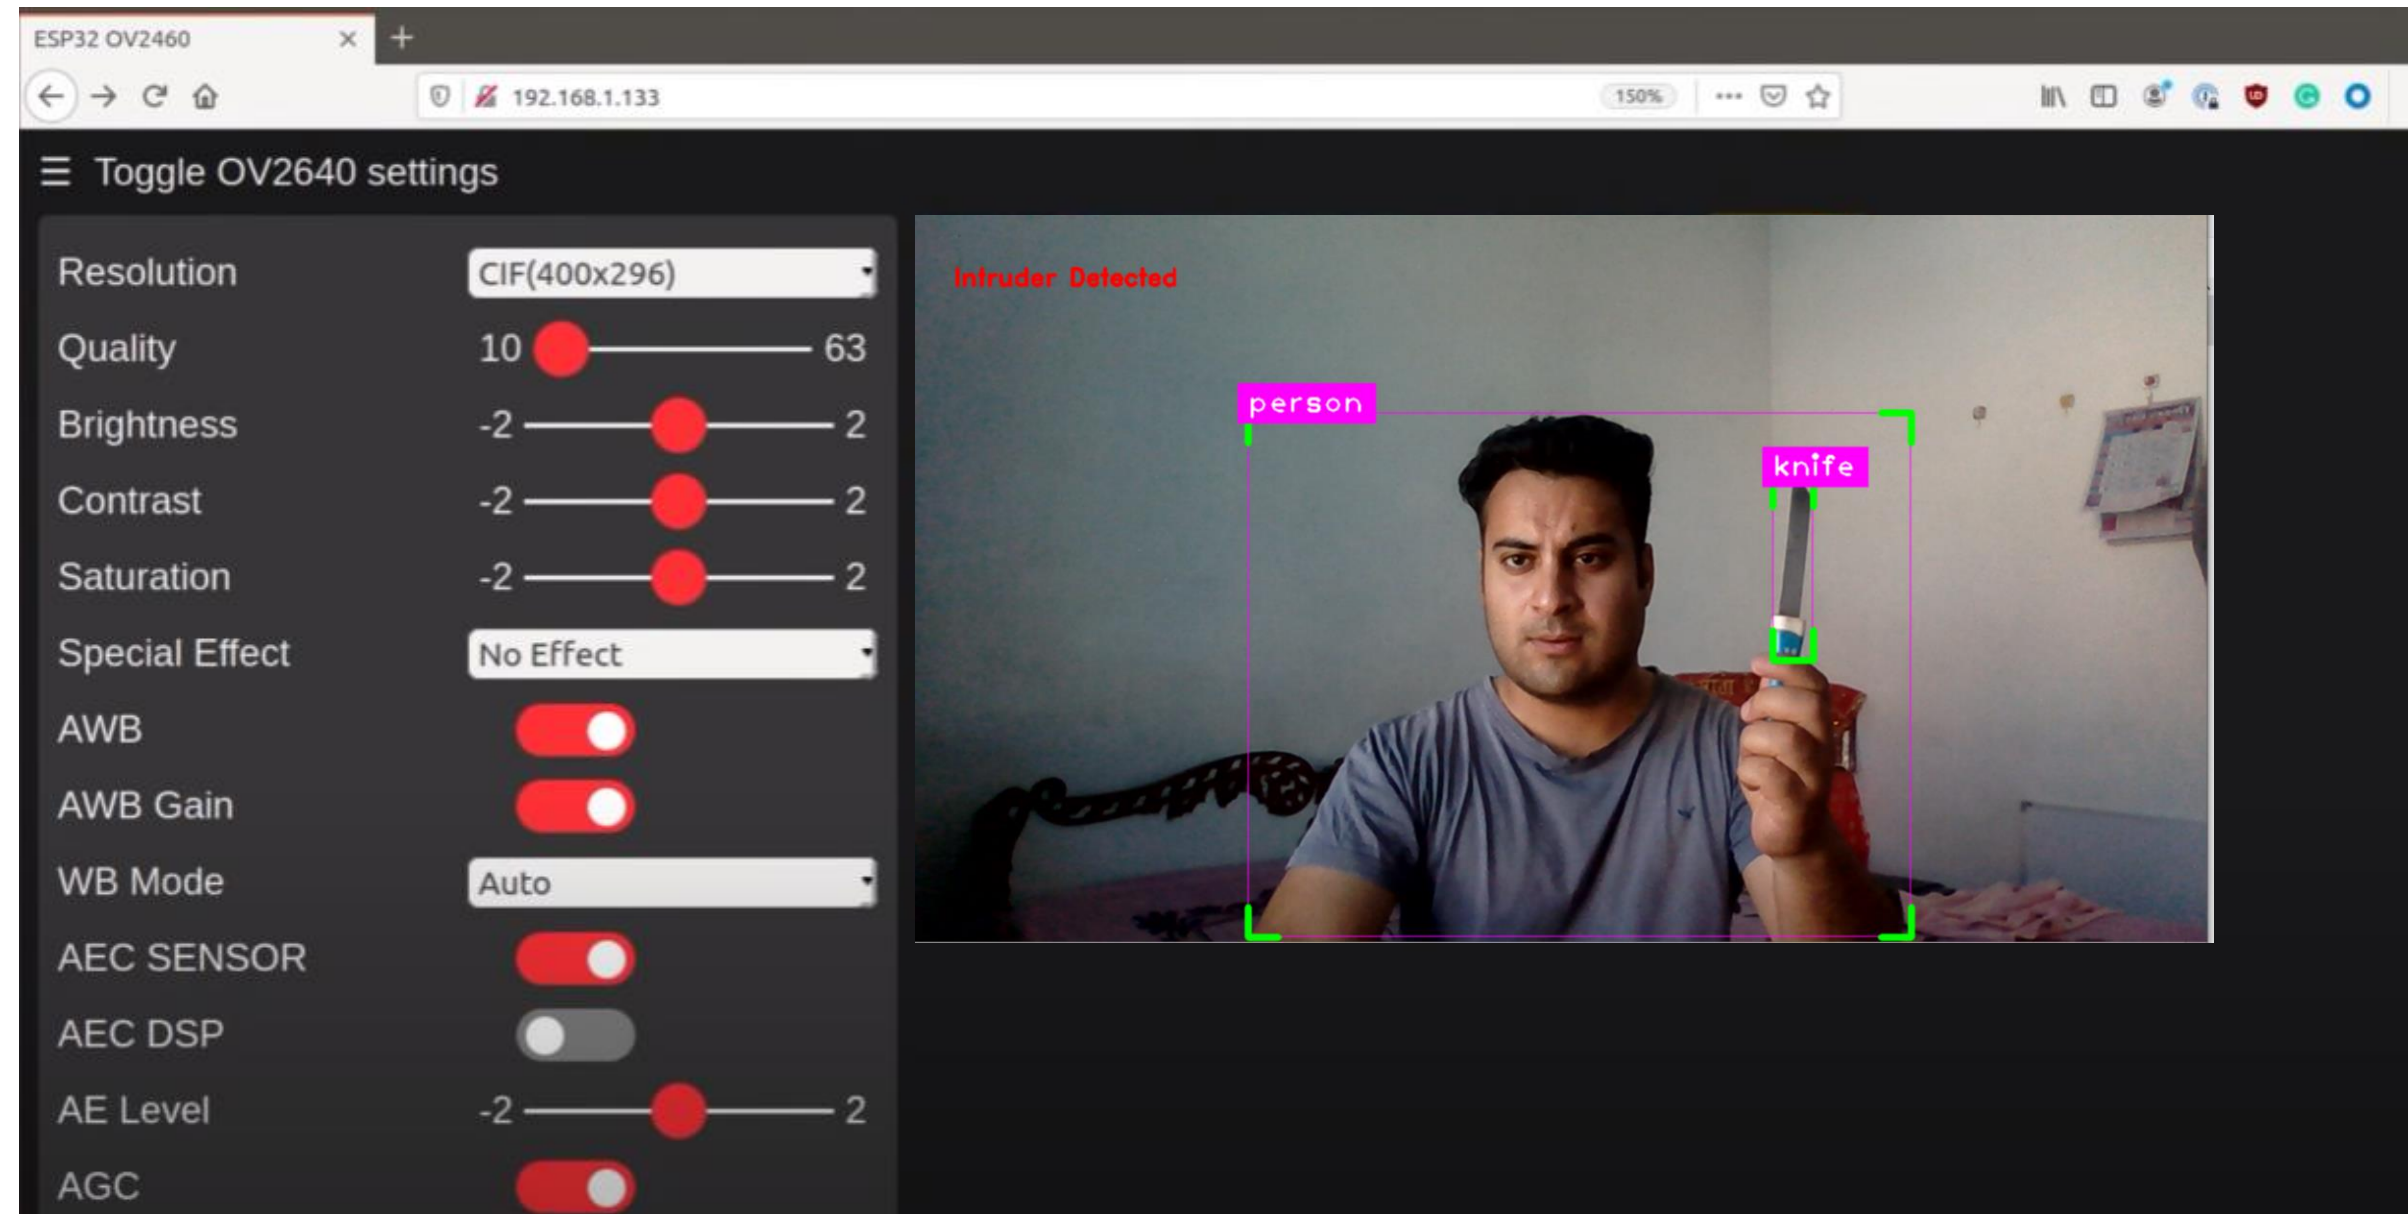 ESP32 OV2460
192.168.1.133
150%
Toggle OV2640 settings
Resolution CIF(400x296)
Quality 10 63
Brightness -2 2
Contrast -2 2
Saturation -2 2
Special Effect No Effect
AWB
AWB Gain
WB Mode Auto
AEC SENSOR
AEC DSP
AE Level -2 2
AGC
Intruder Detected
person
knife